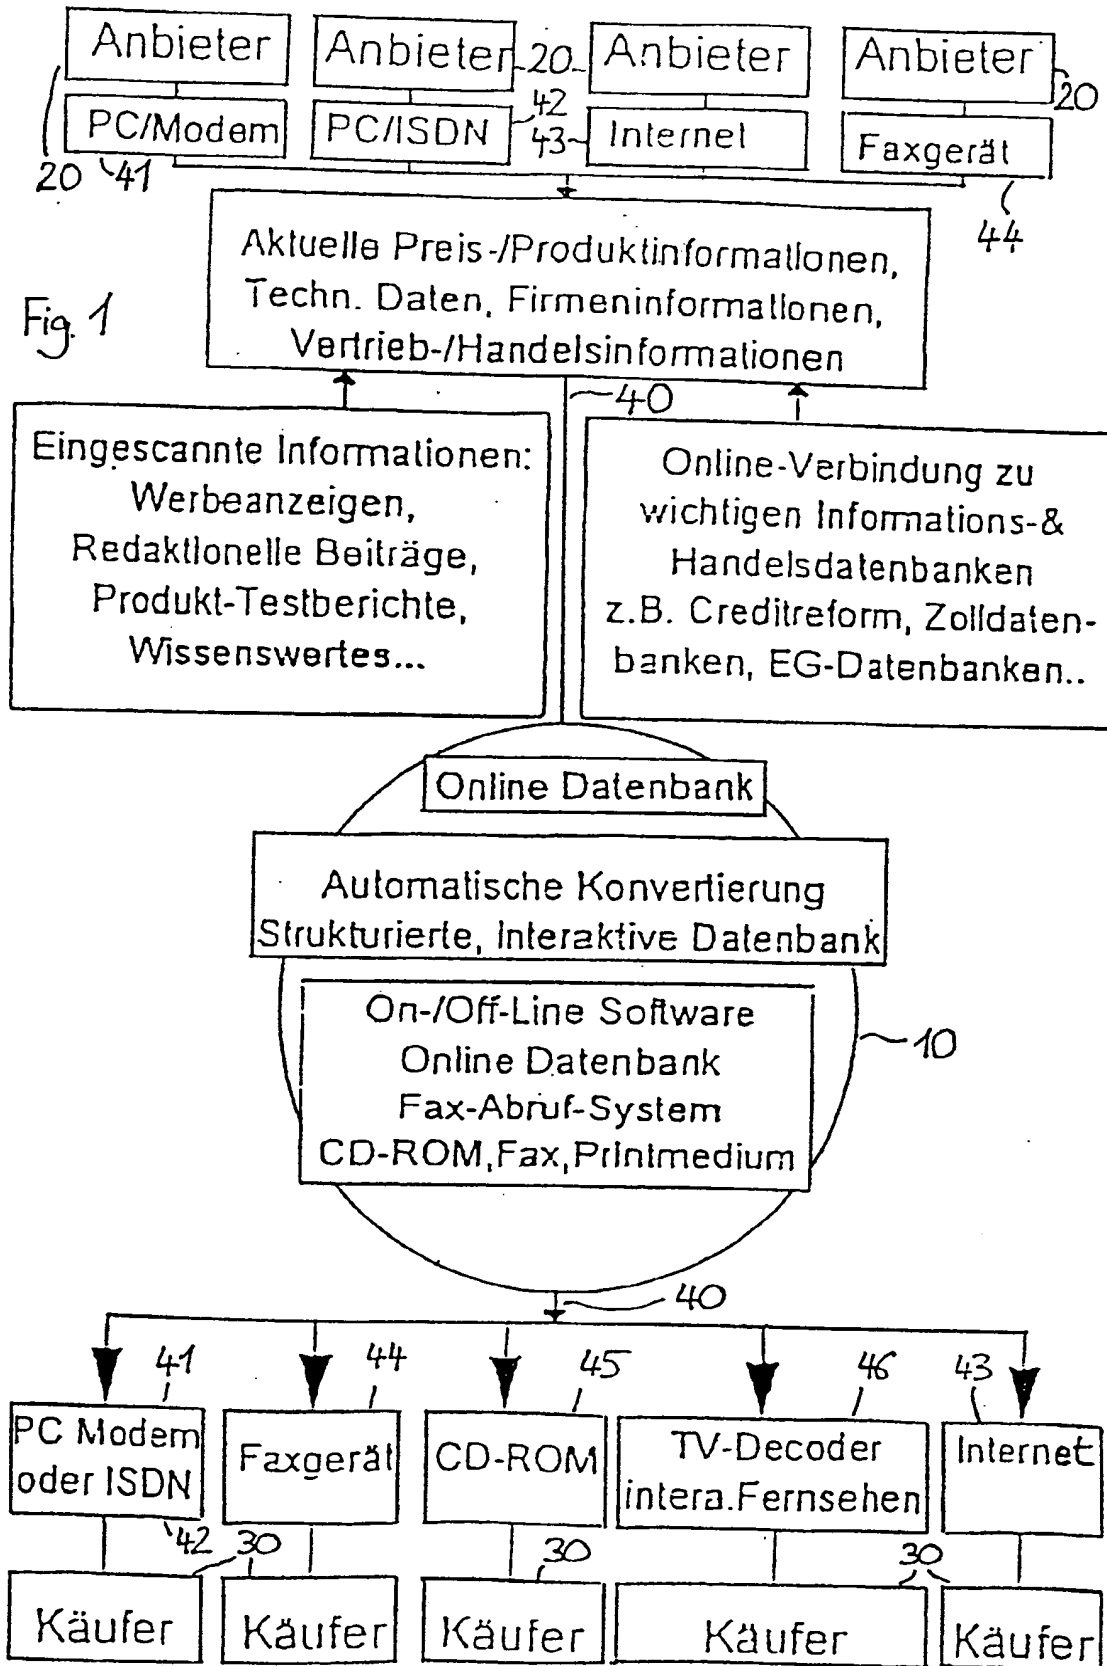 Anbieter Anbieter 20 Anbieter Anbieter
20
PC/Modem PC/ISDN 42 43 Internet Faxgerät
20 41
44
Aktuelle Preis-/Produktinformationen,
Techn. Daten, Firmeninformationen,
Vertrieb-/Handelsinformationen
Fig. 1
40
Eingescannte Informationen:
Werbeanzeigen,
Redaktionelle Beiträge,
Produkt-Testberichte,
Wissenswertes...
Online-Verbindung zu
wichtigen Informations-&
Handelsdatenbanken
z.B. Creditreform, Zolldaten-
banken, EG-Datenbanken..
Online Datenbank
Automatische Konvertierung
Strukturierte, Interaktive Datenbank
On-/Off-Line Software
Online Datenbank
Fax-Abruf-System
CD-ROM,Fax,Printmedium
10
40
41 44 45 46 43
PC Modem
oder ISDN
Faxgerät
CD-ROM
TV-Decoder
intera.Fernsehen
Internet
42 30 30 30
Käufer Käufer Käufer Käufer Käufer